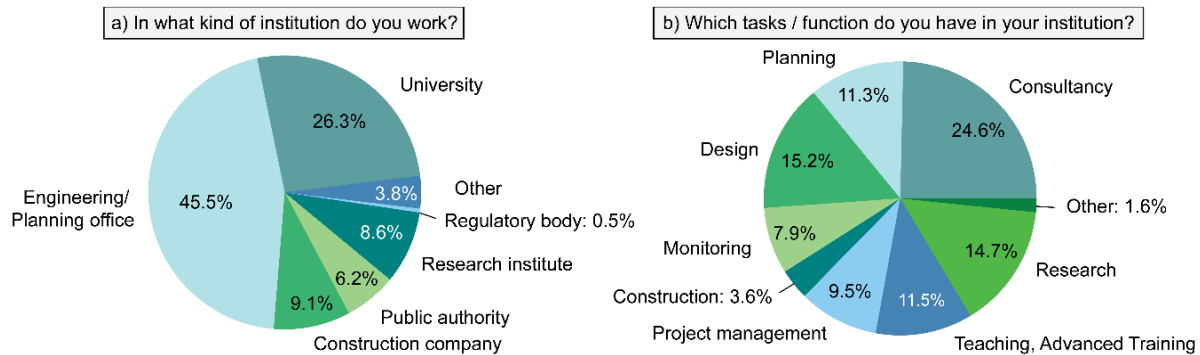 a) In what kind of institution do you work?
University
26.3%
Other
3.8%
Regulatory body: 0.5%
8.6%
Research institute
6.2%
Public authority
9.1%
Construction company
Engineering/
Planning office
45.5%
b) Which tasks / function do you have in your institution?
Planning
11.3%
Consultancy
24.6%
Design
15.2%
Other: 1.6%
Monitoring
7.9%
14.7%
Research
Construction: 3.6%
9.5%
Project management
11.5%
Teaching, Advanced Training